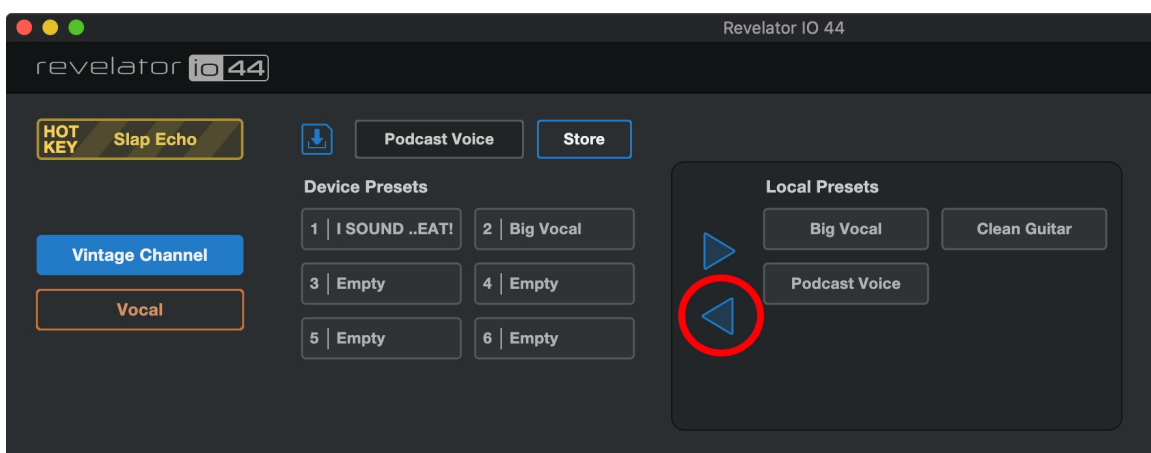 Revelator IO 44
revelator io 44
HOT KEY Slap Echo
Podcast Voice Store
Device Presets
1 | I SOUND ..EAT! 2 | Big Vocal
3 | Empty 4 | Empty
5 | Empty 6 | Empty
Vintage Channel
Vocal
Local Presets
Big Vocal Clean Guitar
Podcast Voice